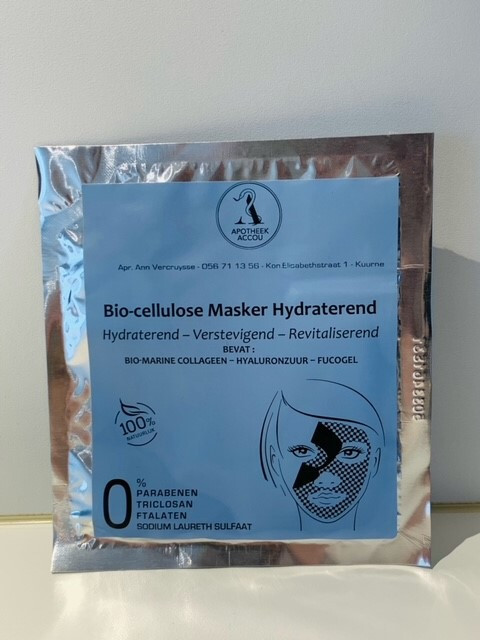 APOTHEEK
ACCOU
Apr. Ann Vercruysse - 056 71 13 56 - Kon.Elisabethstraat 1 - Kuurne
Bio-cellulose Masker Hydraterend
Hydraterend – Verstevigend – Revitaliserend
BEVAT :
BIO-MARINE COLLAGEEN – HYALURONZUUR – FUCOGEL
100%
NATUURLIJK
0%
PARABENEN
TRICLOSAN
FTALATEN
SODIUM LAURETH SULFAAT